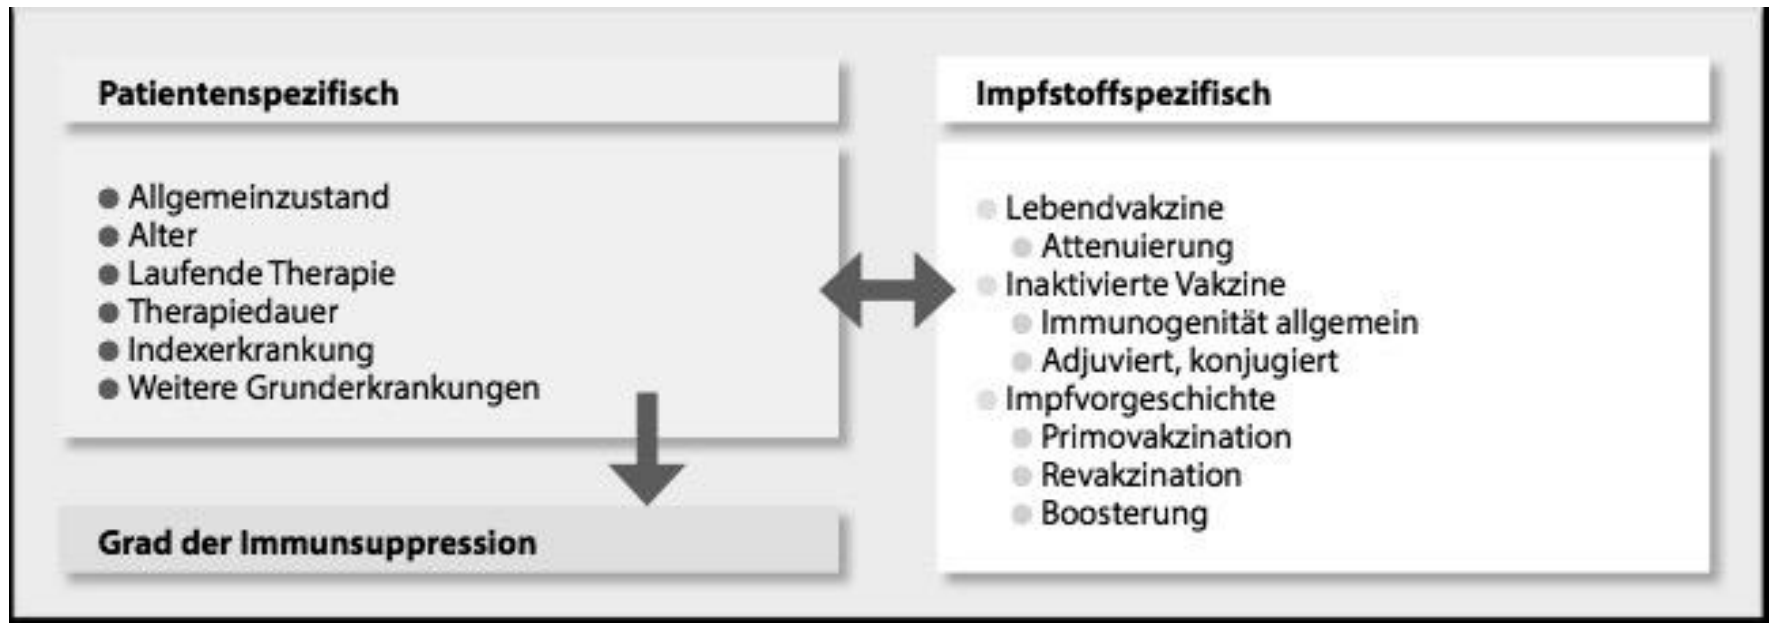 Patientenspezifisch
Allgemeinzustand
Alter
Laufende Therapie
Therapiedauer
Indexerkrankung
Weitere Grunderkrankungen
Grad der Immunsuppression
Impfstoffspezifisch
Lebendvakzine
Attenuierung
Inaktivierte Vakzine
Immunogenität allgemein
Adjuviert, konjugiert
Impfvorgeschichte
Primovakzination
Revakzination
Boosterung